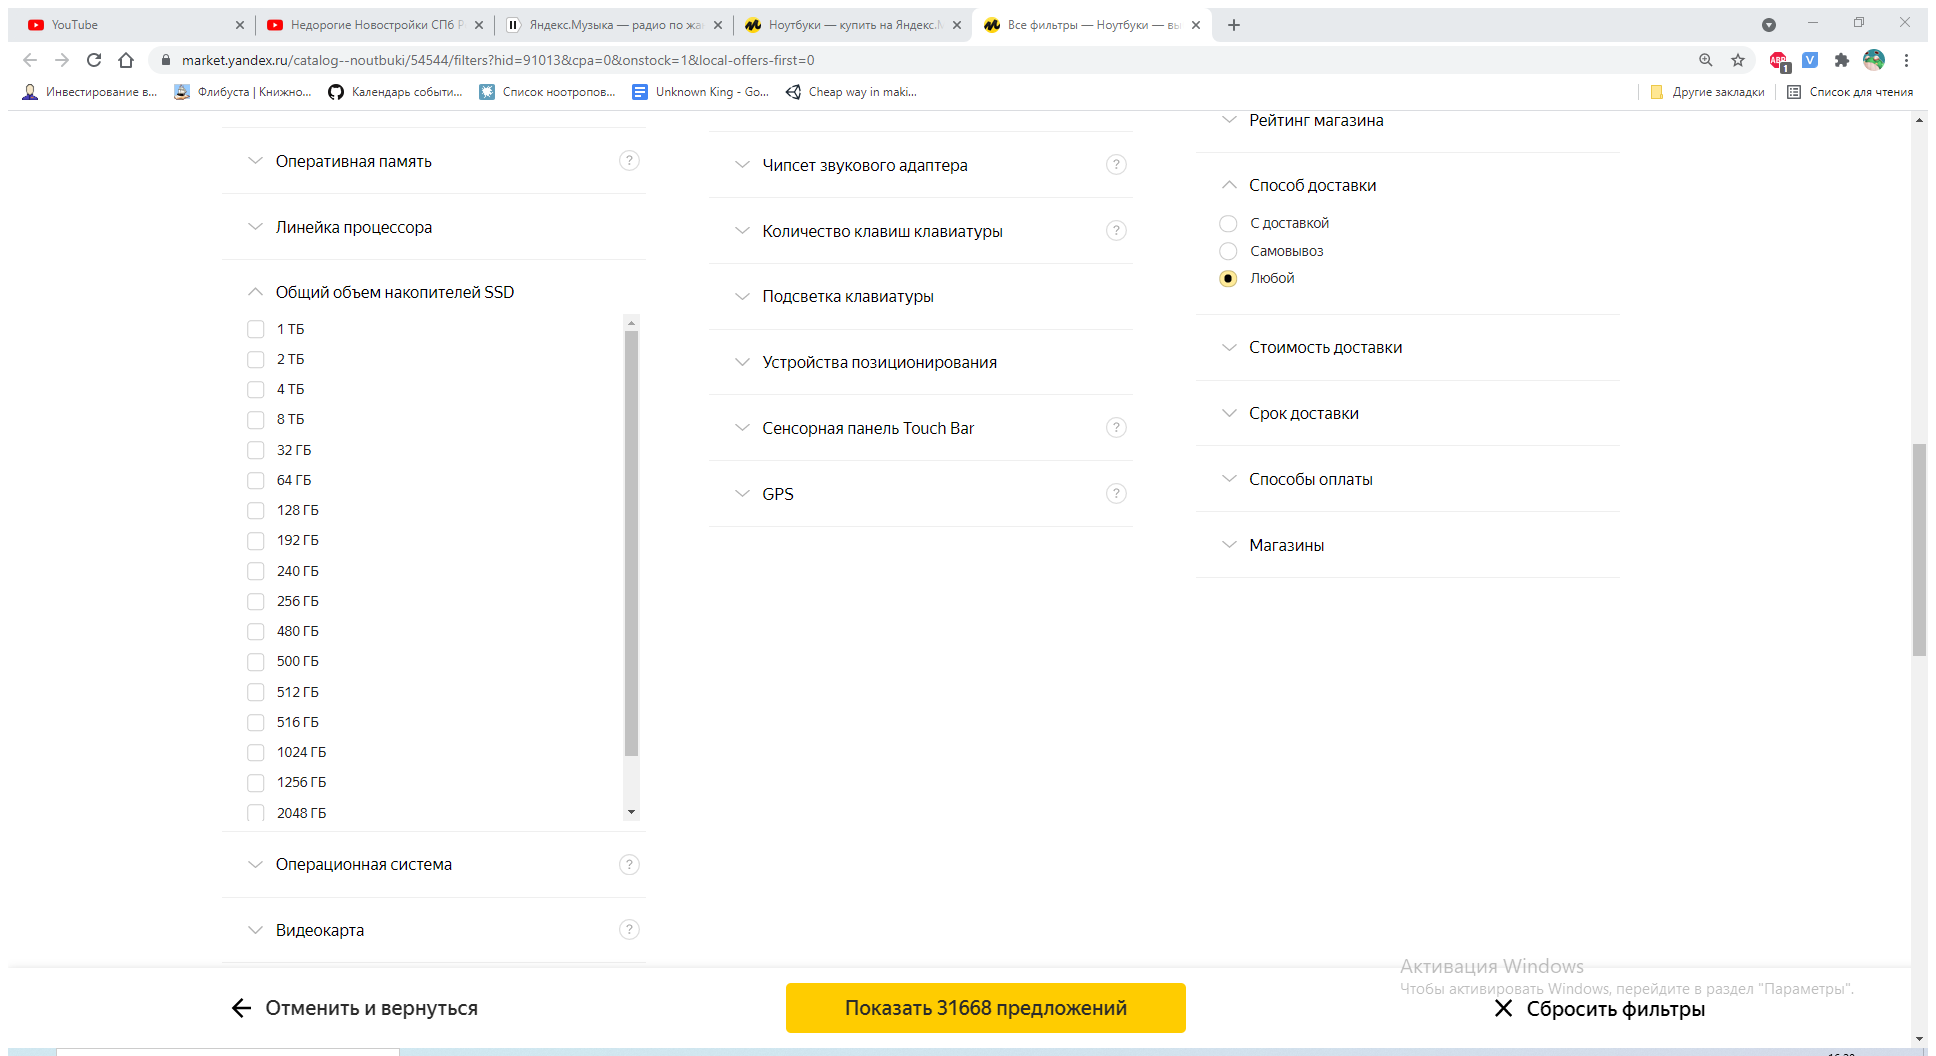 YouTube
Недорогие Новостройки СПб
Яндекс.Музыка — радио по
Ноутбуки — купить на Яндекс.
Все фильтры — Ноутбуки —
market.yandex.ru/catalog--noutbuki/54544/filters?hid=91013&cpa=0&onstock=1&local-offers-first=0
ABP
1
V
Инвестирование в...
Флибуста | Книжно...
Календарь событи...
Список ноотропов...
Unknown King - Go...
Cheap way in maki...
Другие закладки
Список для чтения
Оперативная память
?
Линейка процессора
Общий объем накопителей SSD
1 ТБ
2 ТБ
4 ТБ
8 ТБ
32 ГБ
64 ГБ
128 ГБ
192 ГБ
240 ГБ
256 ГБ
480 ГБ
500 ГБ
512 ГБ
516 ГБ
1024 ГБ
1256 ГБ
2048 ГБ
Операционная система
?
Видеокарта
?
Чипсет звукового адаптера
?
Количество клавиш клавиатуры
?
Подсветка клавиатуры
Устройства позиционирования
Сенсорная панель Touch Bar
?
GPS
?
Рейтинг магазина
Способ доставки
С доставкой
Самовывоз
Любой
Стоимость доставки
Срок доставки
Способы оплаты
Магазины
Активация Windows
Чтобы активировать Windows, перейдите в раздел "Параметры".
Отменить и вернуться
Показать 31668 предложений
Сбросить фильтры